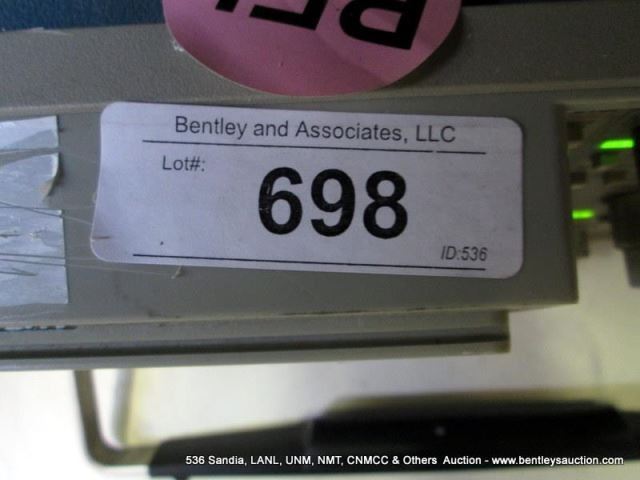 Bentley and Associates, LLC
Lot#:
698
ID:536
536 Sandia, LANL, UNM, NMT, CNMCC & Others Auction - www.bentleysauction.com